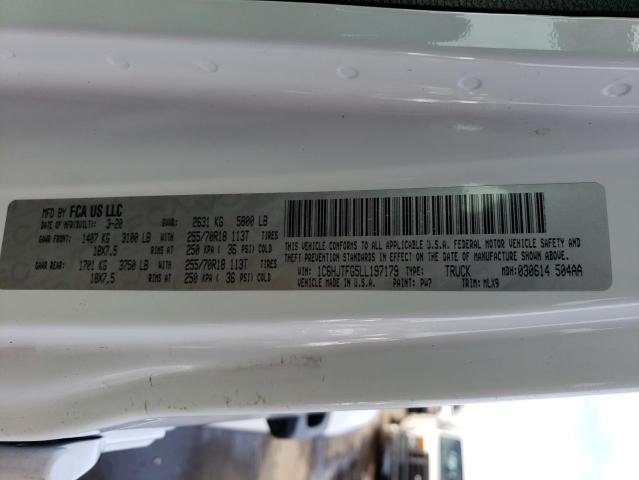 MFD BY FCA US LLC
DATE OF MFR/BUILT: 3-20 GVWR: 2631 KG 5800 LB
GAWR FRONT: 1407 KG 3100 LB 255/70R18 113T TIRES
18X7.5 RIMS AT 250 KPA ( 36 PSI) COLD
GAWR REAR: 1701 KG 3750 LB 255/70R18 113T TIRES
18X7.5 RIMS AT 250 KPA ( 36 PSI) COLD
THIS VEHICLE CONFORMS TO ALL APPLICABLE U.S.A. FEDERAL MOTOR VEHICLE SAFETY AND
THEFT PREVENTION STANDARDS IN EFFECT ON THE DATE OF MANUFACTURE SHOWN ABOVE.
VIN: 1C6HJTFG5LL197179 TYPE: TRUCK MDH: 030614 504AA
VEHICLE MADE IN U.S.A. PAINT: PW7 TRIM: MLX9